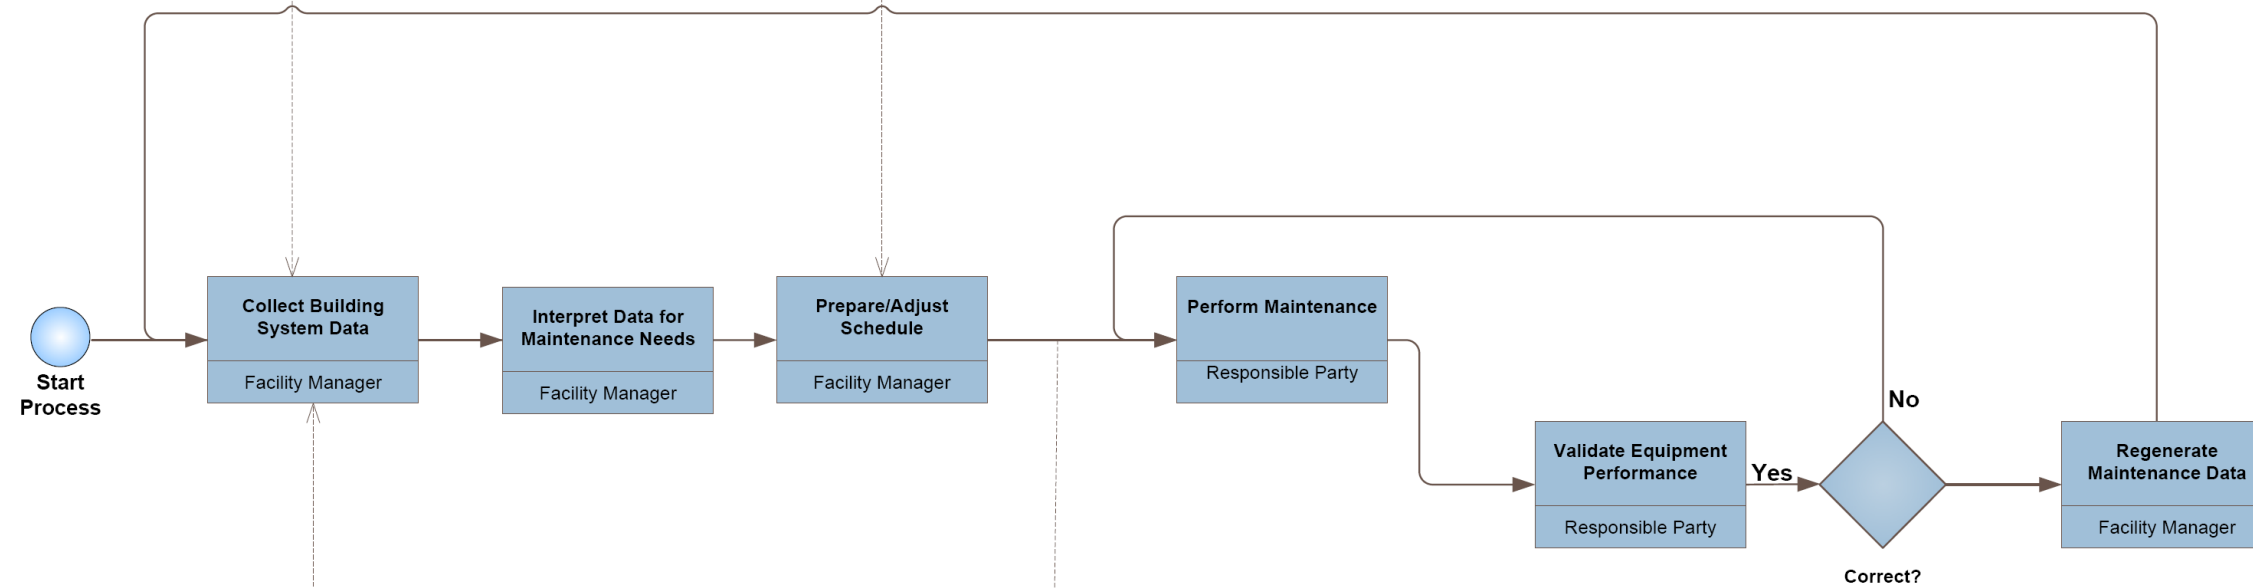 Start
Process
Collect Building
System Data
Facility Manager
Interpret Data for
Maintenance Needs
Facility Manager
Prepare/Adjust
Schedule
Facility Manager
Perform Maintenance
Responsible Party
Validate Equipment
Performance
Responsible Party
Yes
No
Correct?
Regenerate
Maintenance Data
Facility Manager